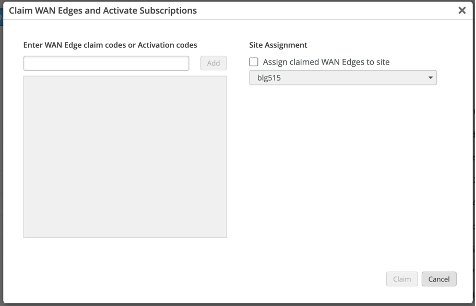 Claim WAN Edges and Activate Subscriptions
Enter WAN Edge claim codes or Activation codes
Add
Site Assignment
Assign claimed WAN Edges to site
blg515
Claim
Cancel